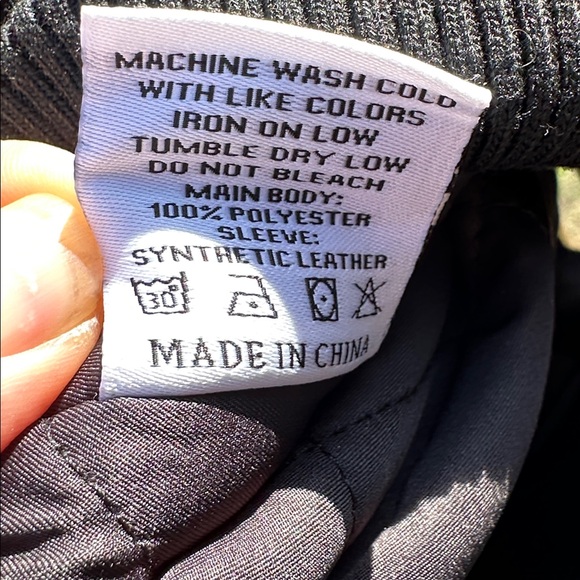 MACHINE WASH COLD
WITH LIKE COLORS
IRON ON LOW
TUMBLE DRY LOW
DO NOT BLEACH
MAIN BODY:
100% POLYESTER
SLEEVE:
SYNTHETIC LEATHER
30
MADE IN CHINA